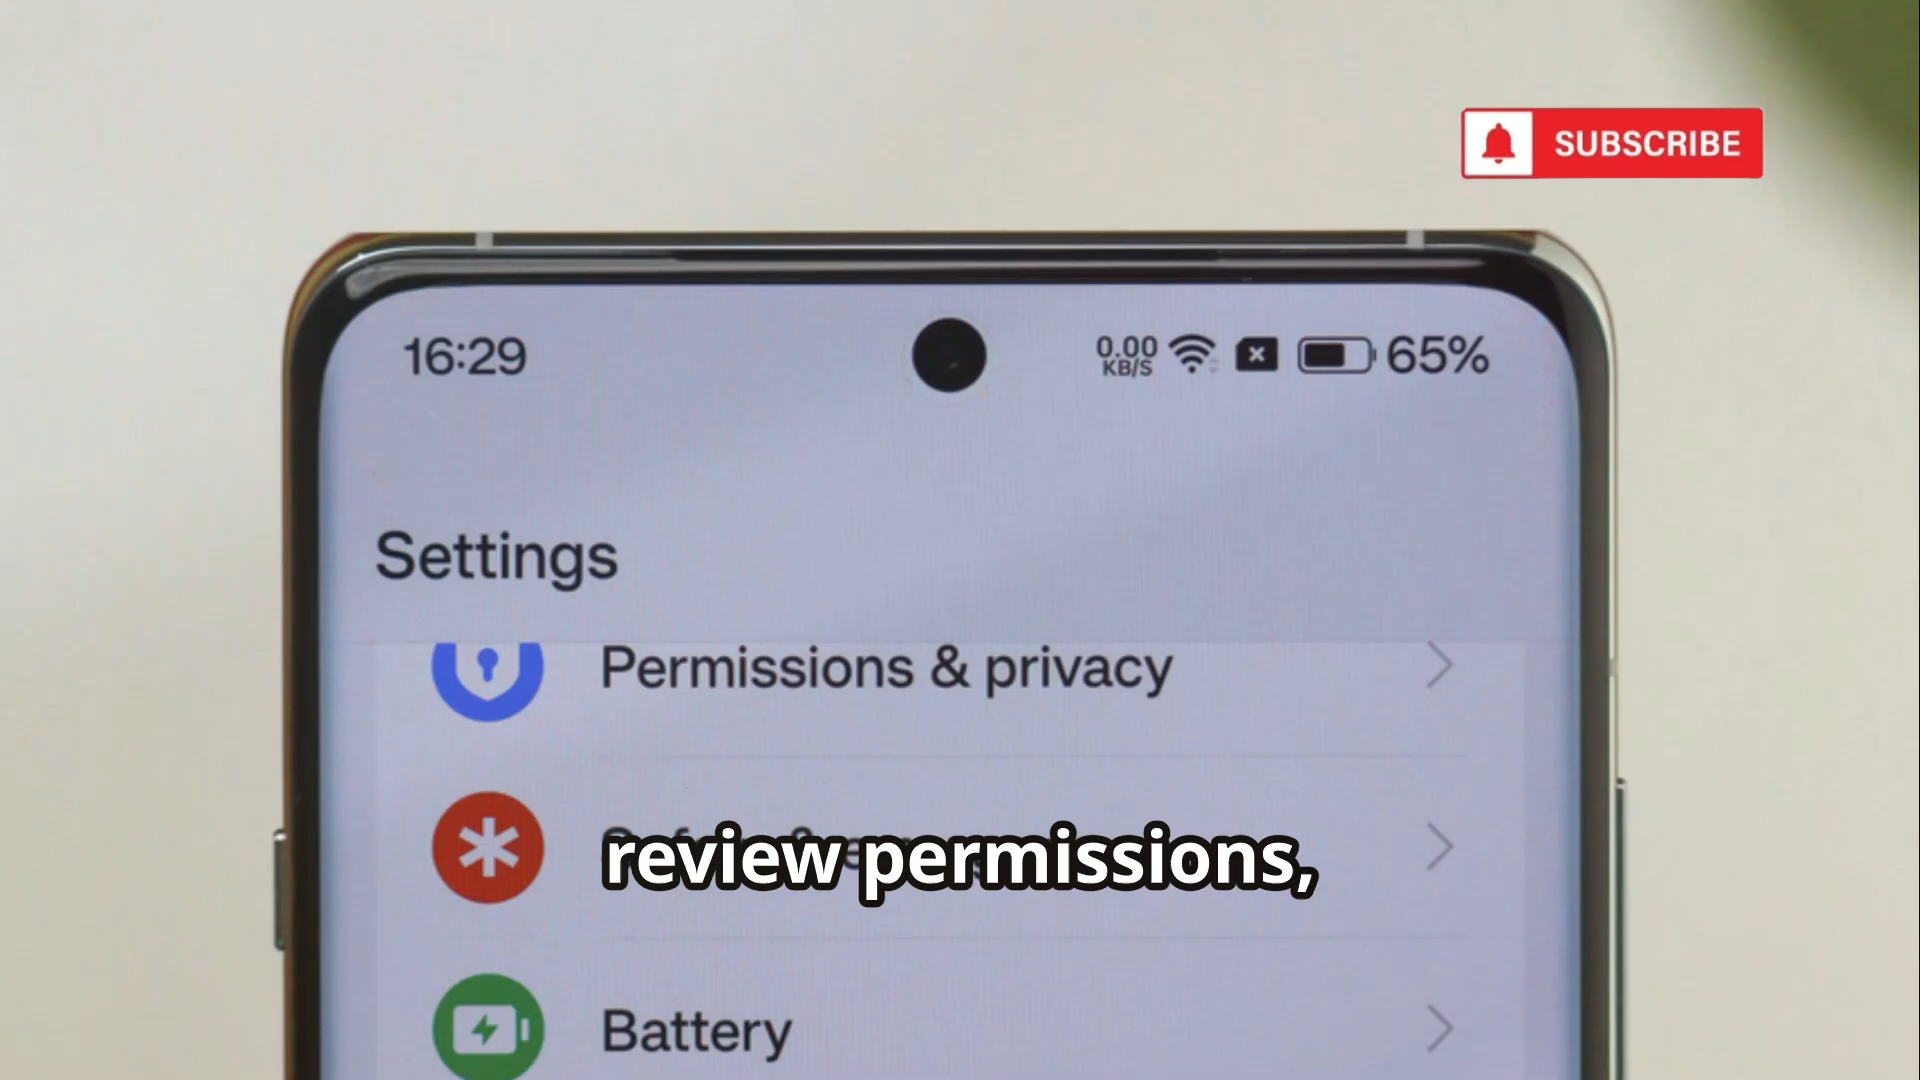 SUBSCRIBE
16:29
0.00
KB/S
65%
Settings
Permissions & privacy
review permissions,
Battery